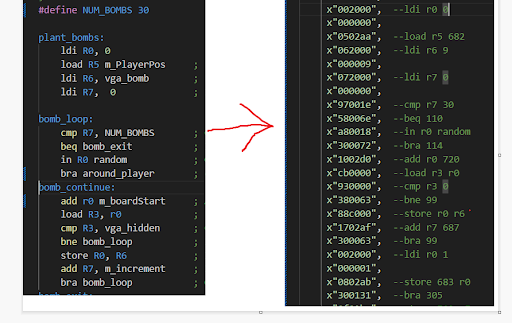 #define NUM_BOMBS 30
plant_bombs:
ldi R0, 0
load R5 m_PlayerPos ;
ldi R6, vga_bomb ;
ldi R7, 0 ;
bomb_loop:
cmp R7, NUM_BOMBS ;
beq bomb_exit ;
in R0 random ;
bra around_player ;
bomb_continue:
add r0 m_boardStart ;
load R3, r0 ;
cmp R3, vga_hidden ;
bne bomb_loop ;
store R0, R6 ;
add R7, m_increment ;
bra bomb_loop ;
x"002000", --ldi r0 0
x"000000",
x"0502aa", --load r5 682
x"062000", --ldi r6 9
x"000009",
x"072000", --ldi r7 0
x"000000",
x"97001e", --cmp r7 30
x"58006e", --beq 110
x"a80018", --in r0 random
x"300072", --bra 114
x"1002d0", --add r0 720
x"cb0000", --load r3 r0
x"930000", --cmp r3 0
x"380063", --bne 99
x"88c000", --store r0 r6
x"1702af", --add r7 687
x"300063", --bra 99
x"002000", --ldi r0 1
x"000001",
x"0802ab", --store 683 r0
x"300131", --bra 305